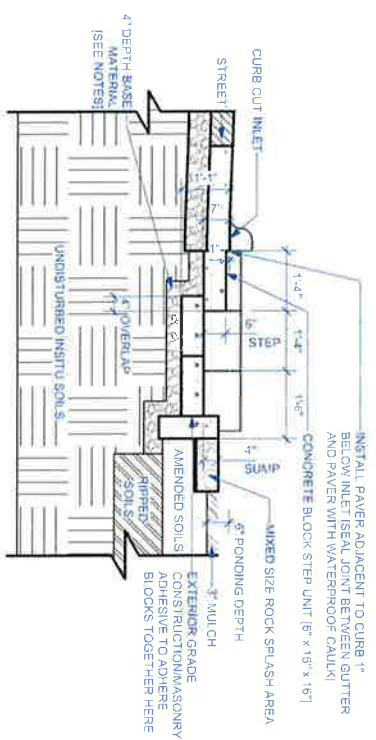 INSTALL PAVER ADJACENT TO CURB 1"
BELOW INLET [SEAL JOINT BETWEEN GUTTER
AND PAVER WITH WATERPROOF CAULK]
CONCRETE BLOCK STEP UNIT [8" x 16" x 16"]
MIXED SIZE ROCK SPLASH AREA
6" PONDING DEPTH
3" MULCH
EXTERIOR GRADE
CONSTRUCTION/MASONRY
ADHESIVE TO ADHERE
BLOCKS TOGETHER HERE
CURB CUT INLET
STREET
4" DEPTH BASE
MATERIAL
[SEE NOTES]
7"
1"
1'-4"
1'-4"
6"
STEP
4"
SUMP
4" OVERLAP
AMENDED SOILS
RIPPED
SOILS
UNDISTURBED INSITU SOILS